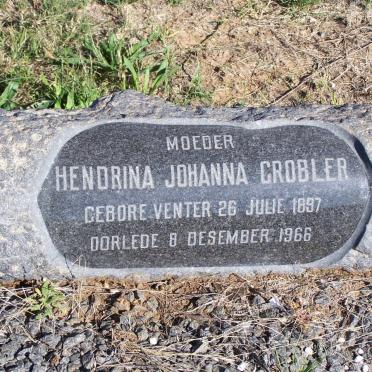 MOEDER
HENDRINA JOHANNA GROBLER
GEBORE VENTER 26 JULIE 1897
OORLEDE 8 DESEMBER 1966